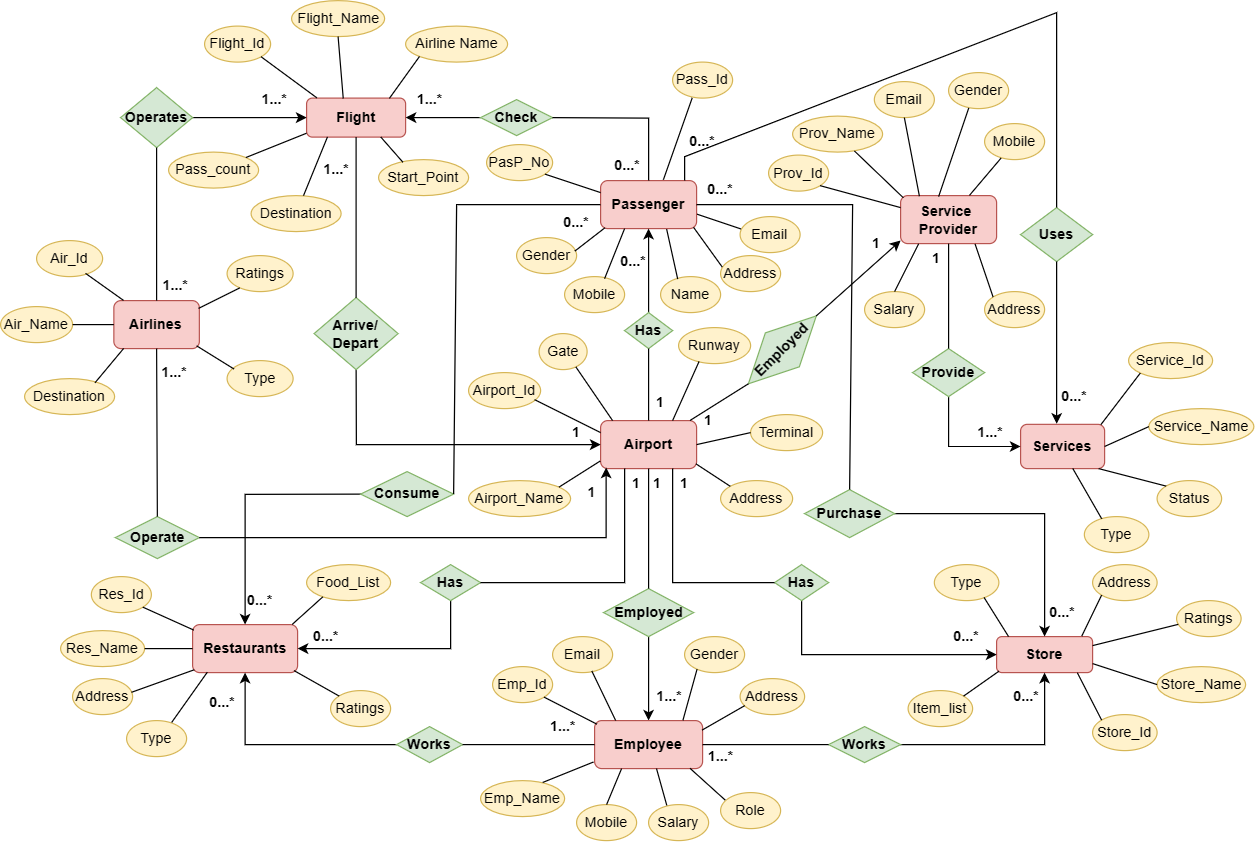 Flight_Name
Flight_Id
Airline Name
Pass_Id
Gender
Email
1...*
1...*
Operates
Flight
Check
Prov_Name
Mobile
0...*
Pass_count
1...*
Start_Point
PasP_No
0...*
Prov_Id
0...*
Destination
Passenger
Service
Provider
0...*
Email
Uses
1
1
Gender
0...*
Air_Id
Ratings
Address
1...*
Mobile
Name
Salary
Address
Air_Name
Airlines
Arrive/
Depart
Has
Employed
Runway
Gate
Service_Id
1...*
Provide
Type
Destination
Airport_Id
1
0...*
1
Service_Name
1
Airport
Terminal
1...*
Services
1
1
1
1
Consume
Airport_Name
Address
Status
Purchase
Operate
Type
Res_Id
Food_List
Has
Has
Type
Address
0...*
Employed
0...*
Ratings
0...*
0...*
Res_Name
Restaurants
Email
Gender
Store
Emp_Id
Store_Name
Address
0...*
Ratings
1...*
Address
Item_list
0...*
1...*
Store_Id
Type
Works
Employee
Works
1...*
Emp_Name
Mobile
Salary
Role